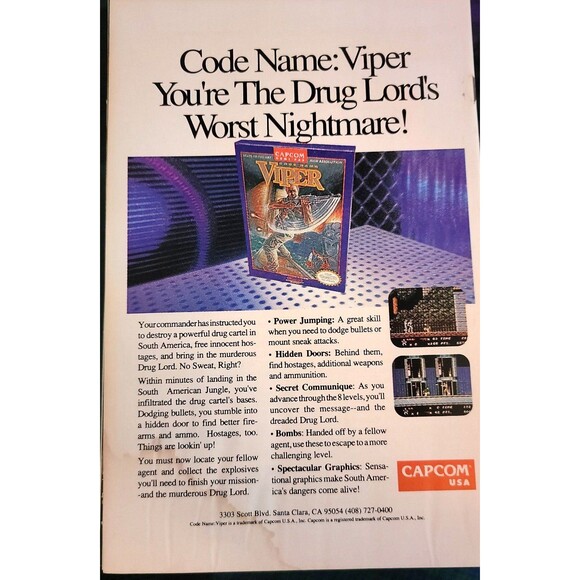 Code Name: Viper
You're The Drug Lord's
Worst Nightmare!
CAPCOM
VIPER
Your commander has instructed you
to destroy a powerful drug cartel in
South America, free innocent hos-
tages, and bring in the murderous
Drug Lord. No Sweat, Right?
Within minutes of landing in the
South American Jungle, you've
infiltrated the drug cartel's bases.
Dodging bullets, you stumble into
a hidden door to find better fire-
arms and ammo. Hostages, too.
Things are lookin' up!
You must now locate your fellow
agent and collect the explosives
you'll need to finish your mission-
-and the murderous Drug Lord.
• Power Jumping: A great skill
when you need to dodge bullets or
mount sneak attacks.
• Hidden Doors: Behind them,
find hostages, additional weapons
and ammunition.
• Secret Communique: As you
advance through the 8 levels, you'll
uncover the message--and the
dreaded Drug Lord.
• Bombs: Handed off by a fellow
agent, use these to escape to a more
challenging level.
• Spectacular Graphics: Sensa-
tional graphics make South Amer-
ica's dangers come alive!
CAPCOM
USA
3303 Scott Blvd. Santa Clara, CA 95054 (408) 727-0400
Code Name: Viper is a trademark of Capcom U.S.A., Inc. Capcom is a registered trademark of Capcom U.S.A., Inc.